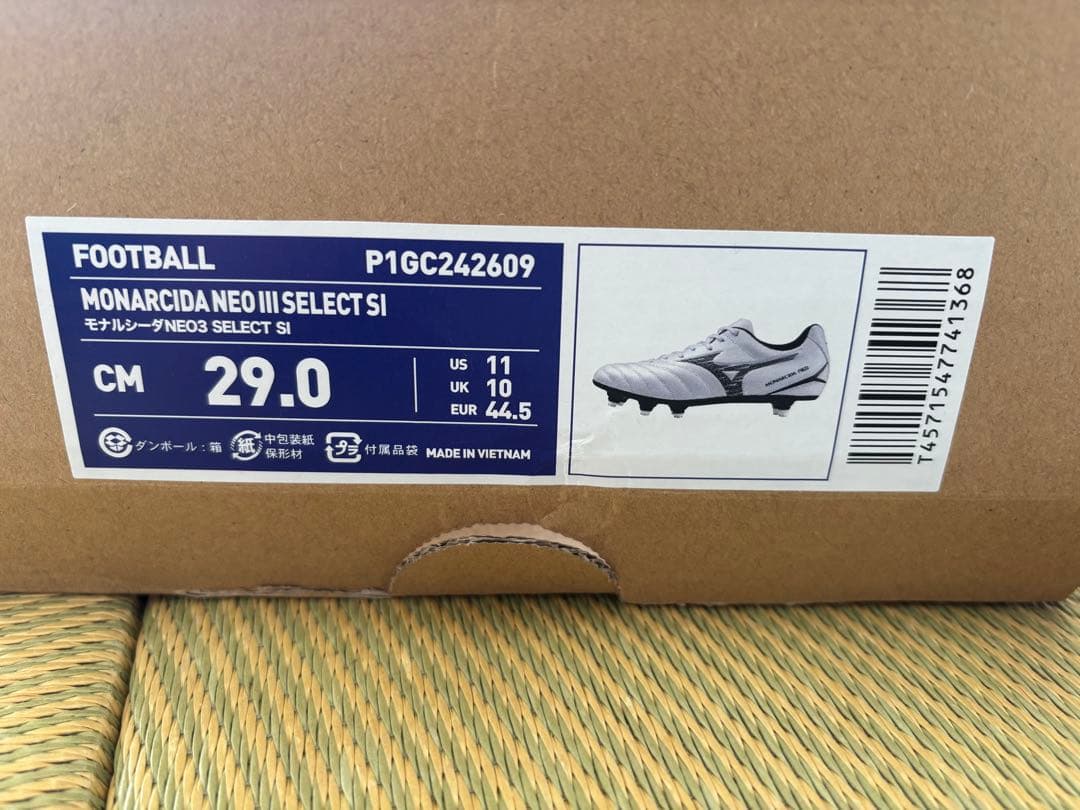 FOOTBALL P1GC242609
MONARCIDA NEO III SELECT SI
モナルシーダNEO3 SELECT SI
CM 29.0
US 11
UK 10
EUR 44.5
ダンボール:箱
紙 中包装紙
保形材
プラ 付属品袋
MADE IN VIETNAM
MONARCIDA NEO
T4571547741368